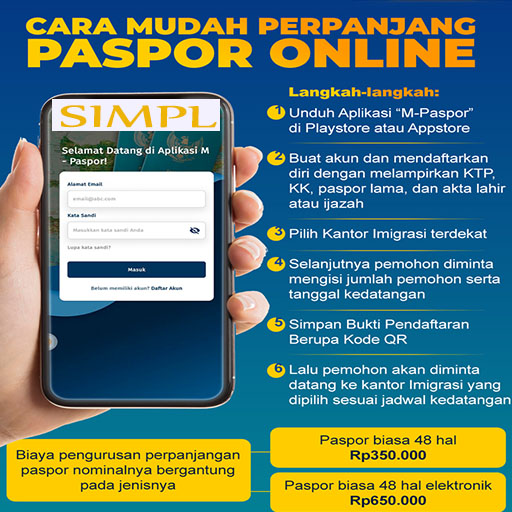 CARA MUDAH PERPANJANG
PASPOR ONLINE
SIMPL
Selamat Datang di Aplikasi M
- Paspor!
Alamat Email
email@abc.com
Kata Sandi
Masukkan kata sandi Anda
Lupa kata sandi?
Masuk
Belum memiliki akun? Daftar Akun
Langkah-langkah:
1 Unduh Aplikasi “M-Paspor”
di Playstore atau Appstore
2 Buat akun dan mendaftarkan
diri dengan melampirkan KTP,
KK, paspor lama, dan akta lahir
atau ijazah
3 Pilih Kantor Imigrasi terdekat
4 Selanjutnya pemohon diminta
mengisi jumlah pemohon serta
tanggal kedatangan
5 Simpan Bukti Pendaftaran
Berupa Kode QR
6 Lalu pemohon akan diminta
datang ke kantor Imigrasi yang
dipilih sesuai jadwal kedatangan
Biaya pengurusan perpanjangan
paspor nominalnya bergantung
pada jenisnya
Paspor biasa 48 hal
Rp350.000
Paspor biasa 48 hal elektronik
Rp650.000